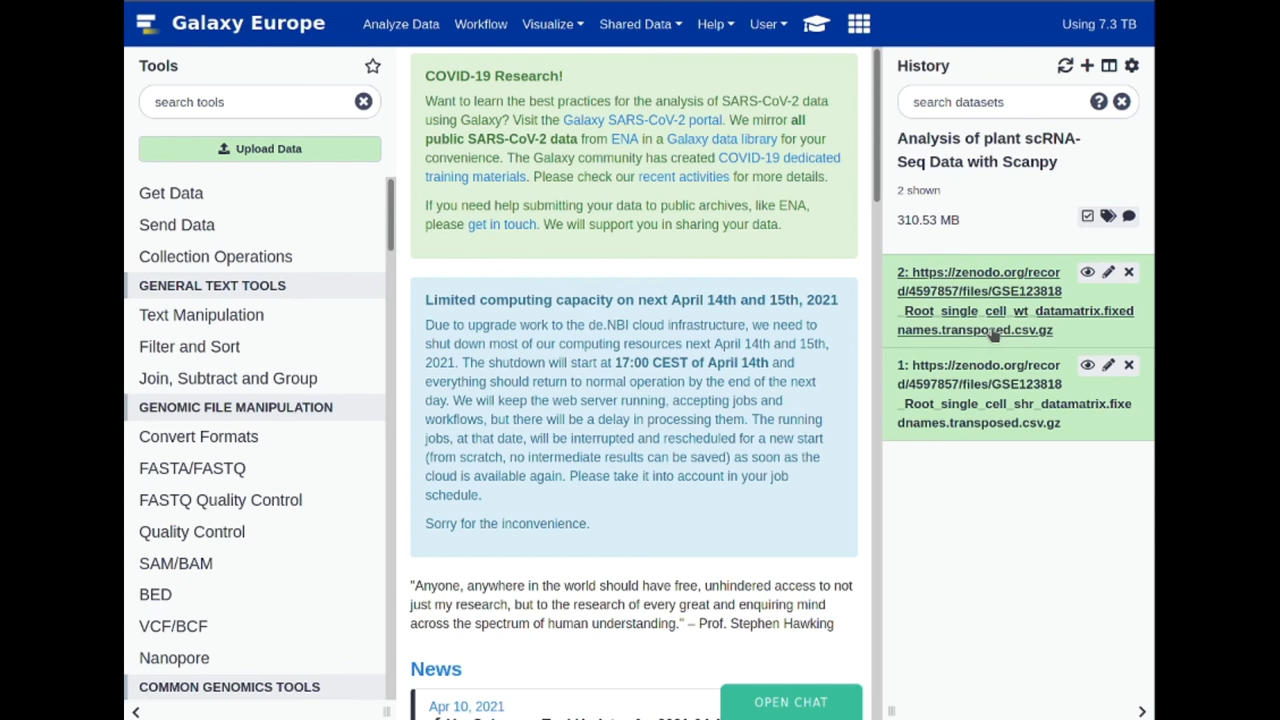 Galaxy Europe
Analyze Data Workflow Visualize Shared Data Help User Using 7.3 TB
Tools
search tools
Upload Data
Get Data
Send Data
Collection Operations
GENERAL TEXT TOOLS
Text Manipulation
Filter and Sort
Join, Subtract and Group
GENOMIC FILE MANIPULATION
Convert Formats
FASTA/FASTQ
FASTQ Quality Control
Quality Control
SAM/BAM
BED
VCF/BCF
Nanopore
COMMON GENOMICS TOOLS
COVID-19 Research!
Want to learn the best practices for the analysis of SARS-CoV-2 data
using Galaxy? Visit the Galaxy SARS-CoV-2 portal. We mirror all
public SARS-CoV-2 data from ENA in a Galaxy data library for your
convenience. The Galaxy community has created COVID-19 dedicated
training materials. Please check our recent activities for more details.
If you need help submitting your data to public archives, like ENA,
please get in touch. We will support you in sharing your data.
Limited computing capacity on next April 14th and 15th, 2021
Due to upgrade work to the de.NBI cloud infrastructure, we need to
shut down most of our computing resources next April 14th and 15th,
2021. The shutdown will start at 17:00 CEST of April 14th and
everything should return to normal operation by the end of the next
day. We will keep the web server running, accepting jobs and
workflows, but there will be a delay in processing them. The running
jobs, at that date, will be interrupted and rescheduled for a new start
(from scratch, no intermediate results can be saved) as soon as the
cloud is available again. Please take it into account in your job
schedule.
Sorry for the inconvenience.
"Anyone, anywhere in the world should have free, unhindered access to not
just my research, but to the research of every great and enquiring mind
across the spectrum of human understanding." – Prof. Stephen Hawking
News
Apr 10, 2021
OPEN CHAT
History
search datasets
Analysis of plant scRNA-
Seq Data with Scanpy
2 shown
310.53 MB
2: https://zenodo.org/recor
d/4597857/files/GSE123818
_Root_single_cell_wt_datamatrix.fixed
names.transposed.csv.gz
1: https://zenodo.org/recor
d/4597857/files/GSE123818
_Root_single_cell_shr_datamatrix.fixe
dnames.transposed.csv.gz